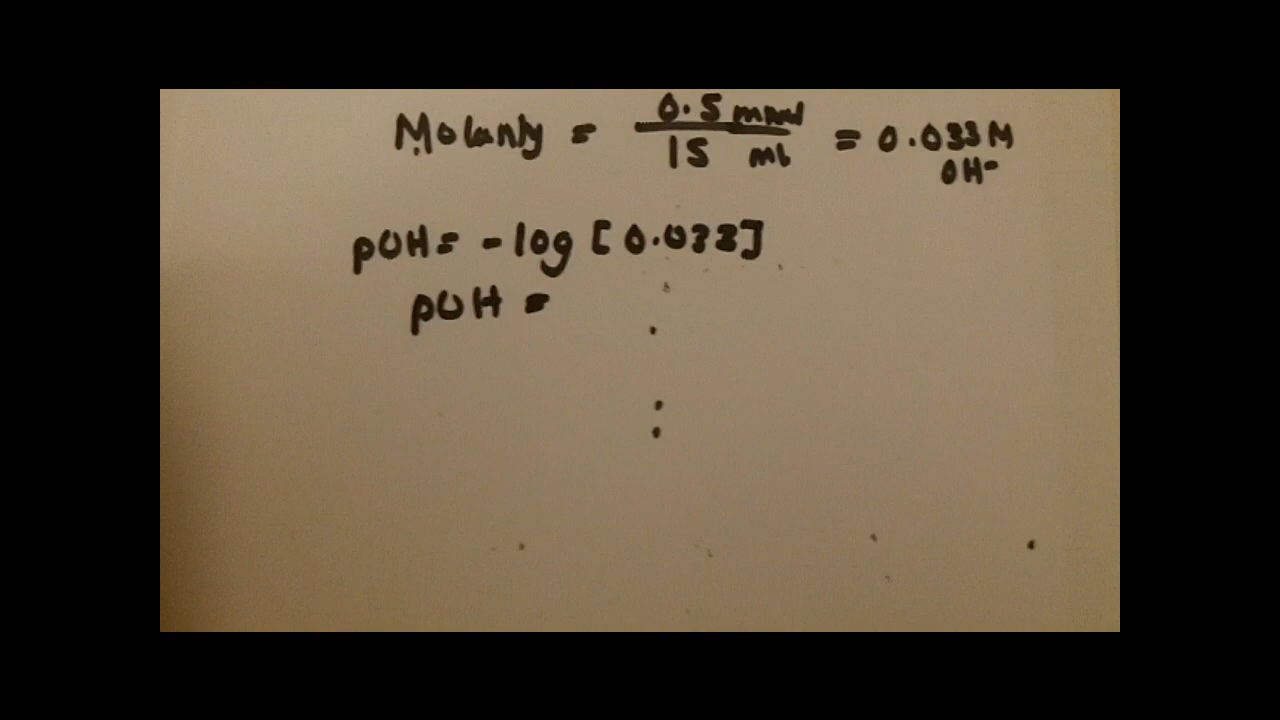 Molarity = 0.5 mmol / 15 ml = 0.033 M OH-
pOH = - log [0.033]
pOH =